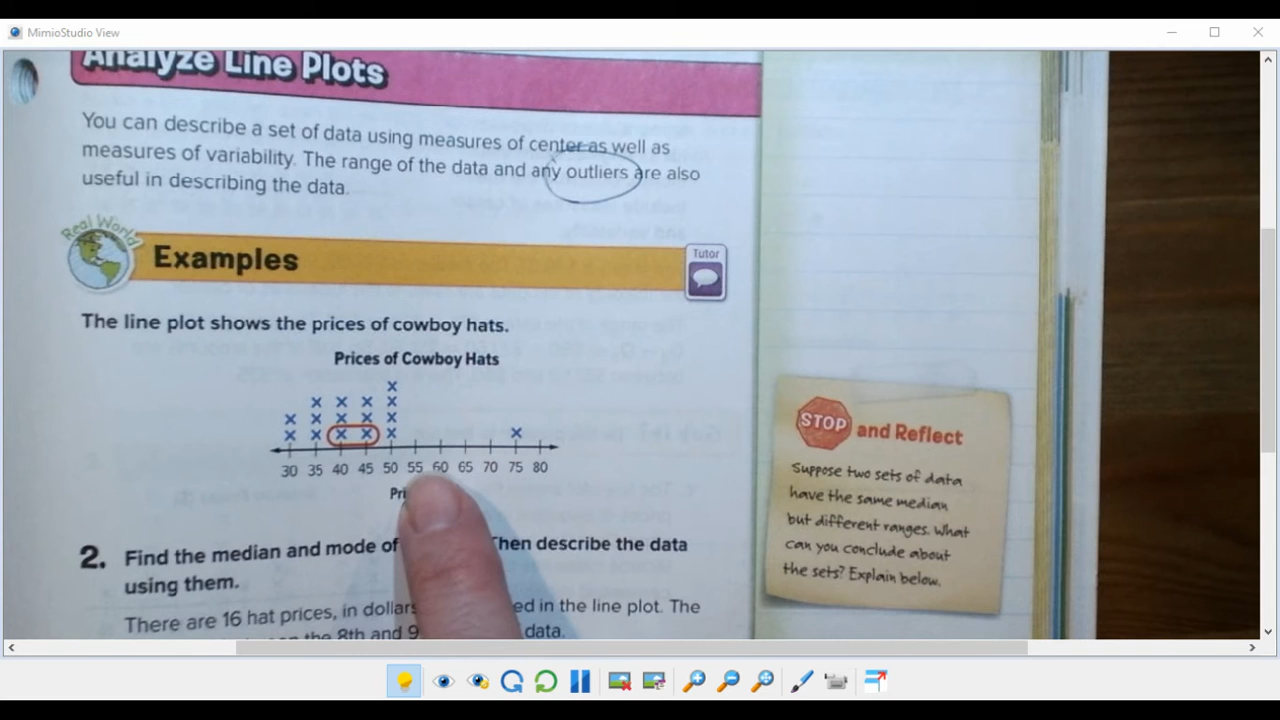 MimioStudio View
Analyze Line Plots
You can describe a set of data using measures of center as well as
measures of variability. The range of the data and any outliers are also
useful in describing the data.
Real World
Examples
Tutor
The line plot shows the prices of cowboy hats.
Prices of Cowboy Hats
30 35 40 45 50 55 60 65 70 75 80
2. Find the median and mode of Then describe the data
using them.
There are 16 hat prices, in dollars in the line plot. The
the 8th and data.
STOP and Reflect
Suppose two sets of data
have the same median
but different ranges. What
can you conclude about
the sets? Explain below.